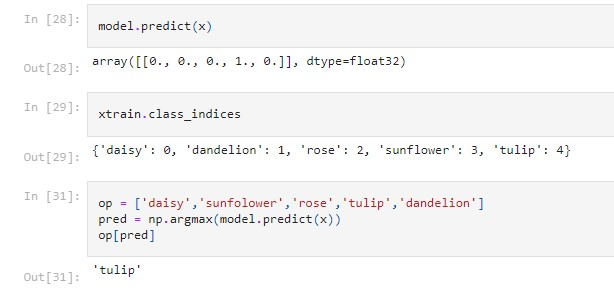 In [28]: model.predict(x)
Out[28]: array([[0., 0., 0., 1., 0.]], dtype=float32)
In [29]: xtrain.class_indices
Out[29]: {'daisy': 0, 'dandelion': 1, 'rose': 2, 'sunflower': 3, 'tulip': 4}
In [31]: op = ['daisy','sunfolower','rose','tulip','dandelion']
pred = np.argmax(model.predict(x))
op[pred]
Out[31]: 'tulip'